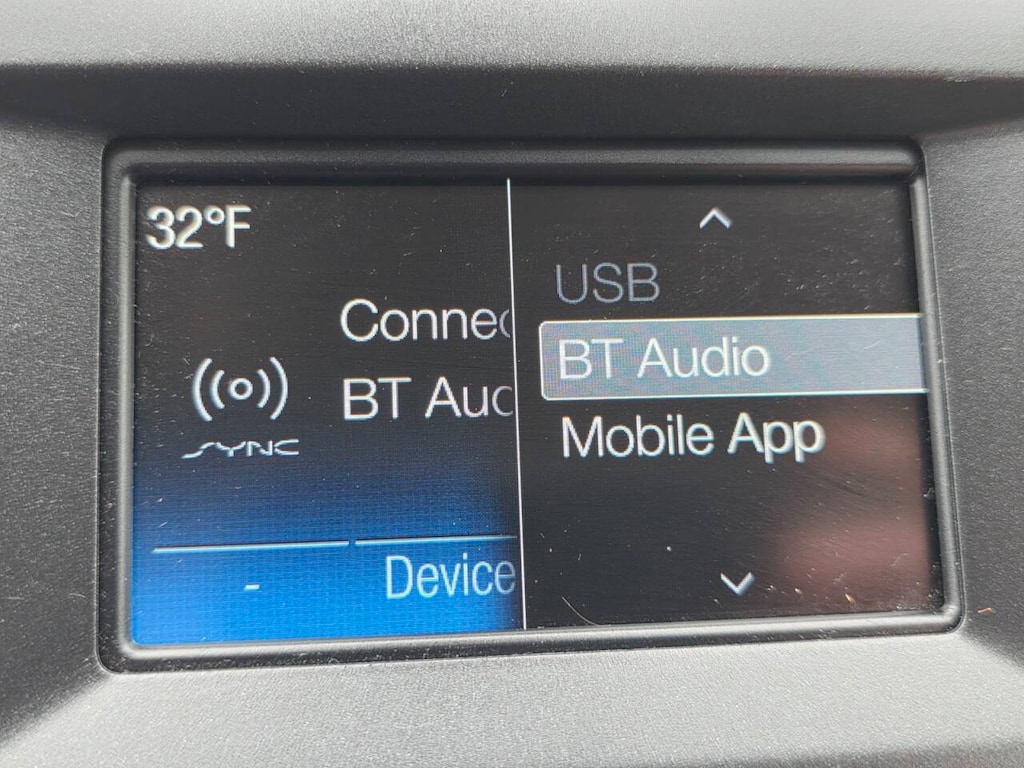 32°F
Connec
BT Auc
SYNC
-
Device
USB
BT Audio
Mobile App